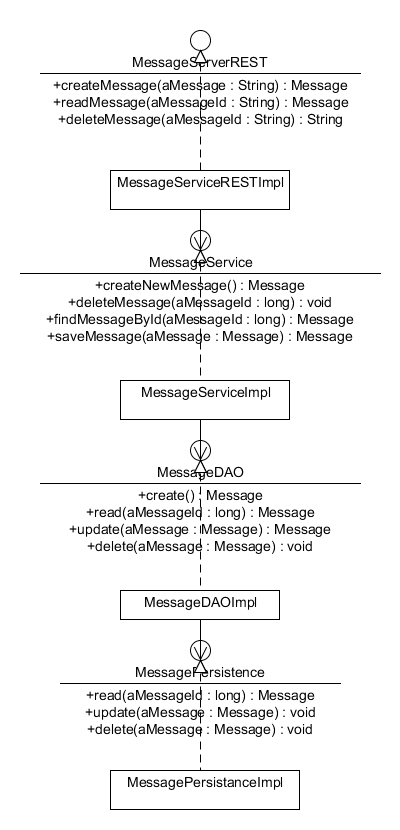 MessageServerREST
+createMessage(aMessage : String) : Message
+readMessage(aMessageId : String) : Message
+deleteMessage(aMessageId : String) : String
MessageServiceRESTImpl
MessageService
+createNewMessage() : Message
+deleteMessage(aMessageId : long) : void
+findMessageById(aMessageId : long) : Message
+saveMessage(aMessage : Message) : Message
MessageServiceImpl
MessageDAO
+create() : Message
+read(aMessageId : long) : Message
+update(aMessage : Message) : Message
+delete(aMessage : Message) : void
MessageDAOImpl
MessagePersistence
+read(aMessageId : long) : Message
+update(aMessage : Message) : void
+delete(aMessage : Message) : void
MessagePersistanceImpl